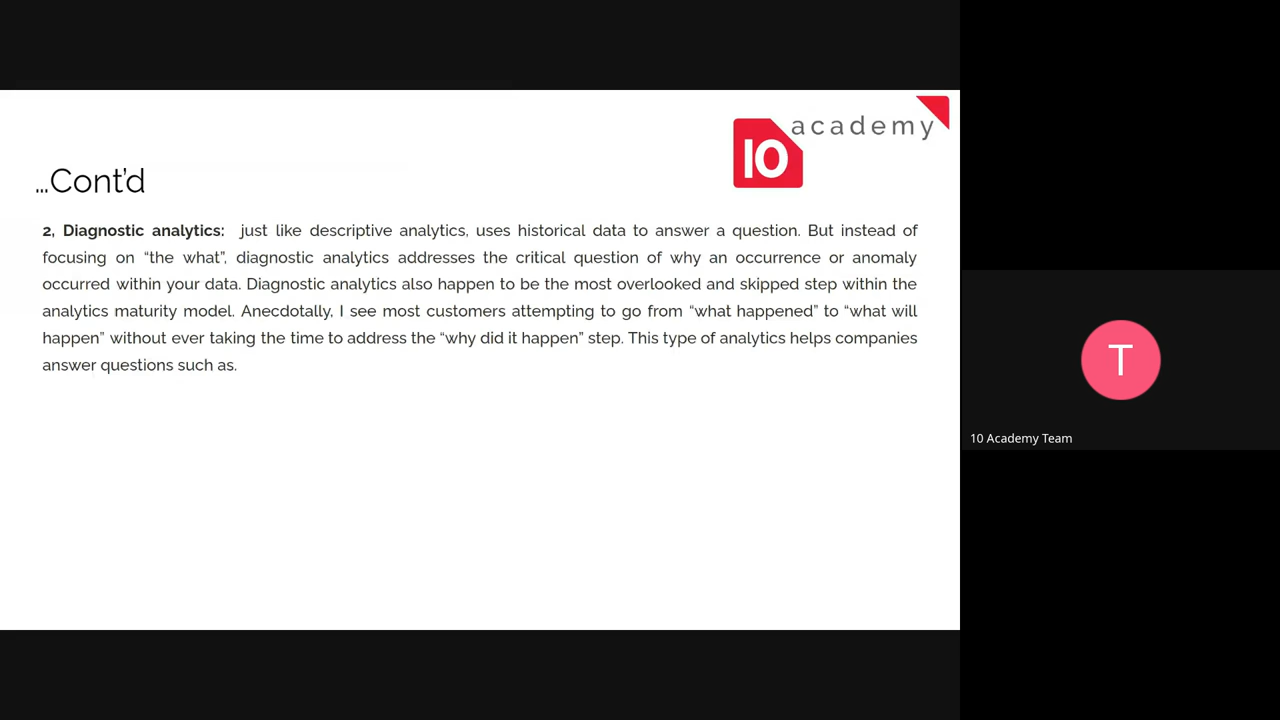 academy
10
...Cont’d
2, Diagnostic analytics: just like descriptive analytics, uses historical data to answer a question. But instead of
focusing on “the what”, diagnostic analytics addresses the critical question of why an occurrence or anomaly
occurred within your data. Diagnostic analytics also happen to be the most overlooked and skipped step within the
analytics maturity model. Anecdotally, I see most customers attempting to go from “what happened” to “what will
happen” without ever taking the time to address the “why did it happen” step. This type of analytics helps companies
answer questions such as.
T
10 Academy Team